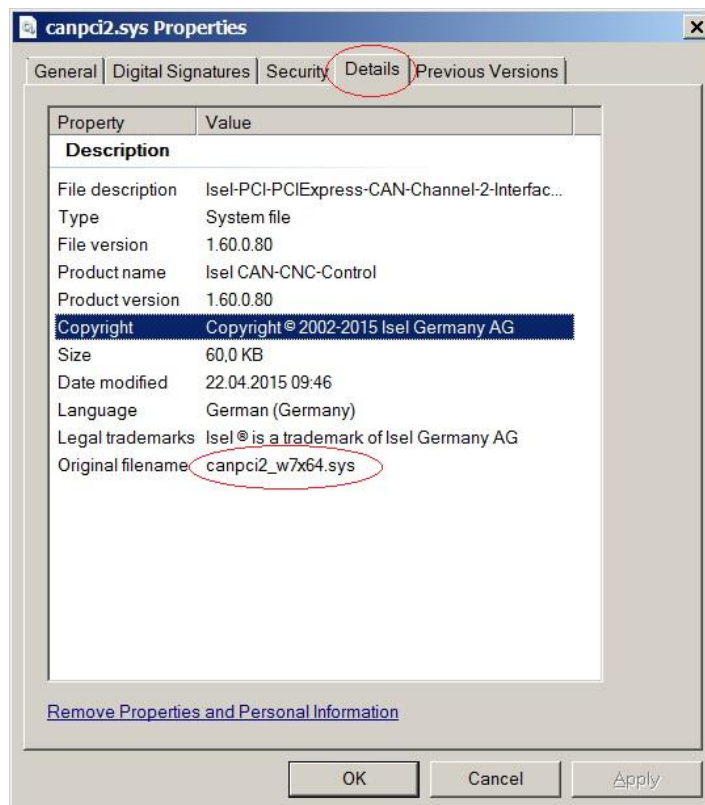 canpci2.sys Properties
General Digital Signatures Security Details Previous Versions
Property Value
Description
File description Isel-PCI-PCIExpress-CAN-Channel-2-Interfac...
Type System file
File version 1.60.0.80
Product name Isel CAN-CNC-Control
Product version 1.60.0.80
Copyright Copyright © 2002-2015 Isel Germany AG
Size 60,0 KB
Date modified 22.04.2015 09:46
Language German (Germany)
Legal trademarks Isel ® is a trademark of Isel Germany AG
Original filename canpci2_w7x64.sys
Remove Properties and Personal Information
OK Cancel Apply